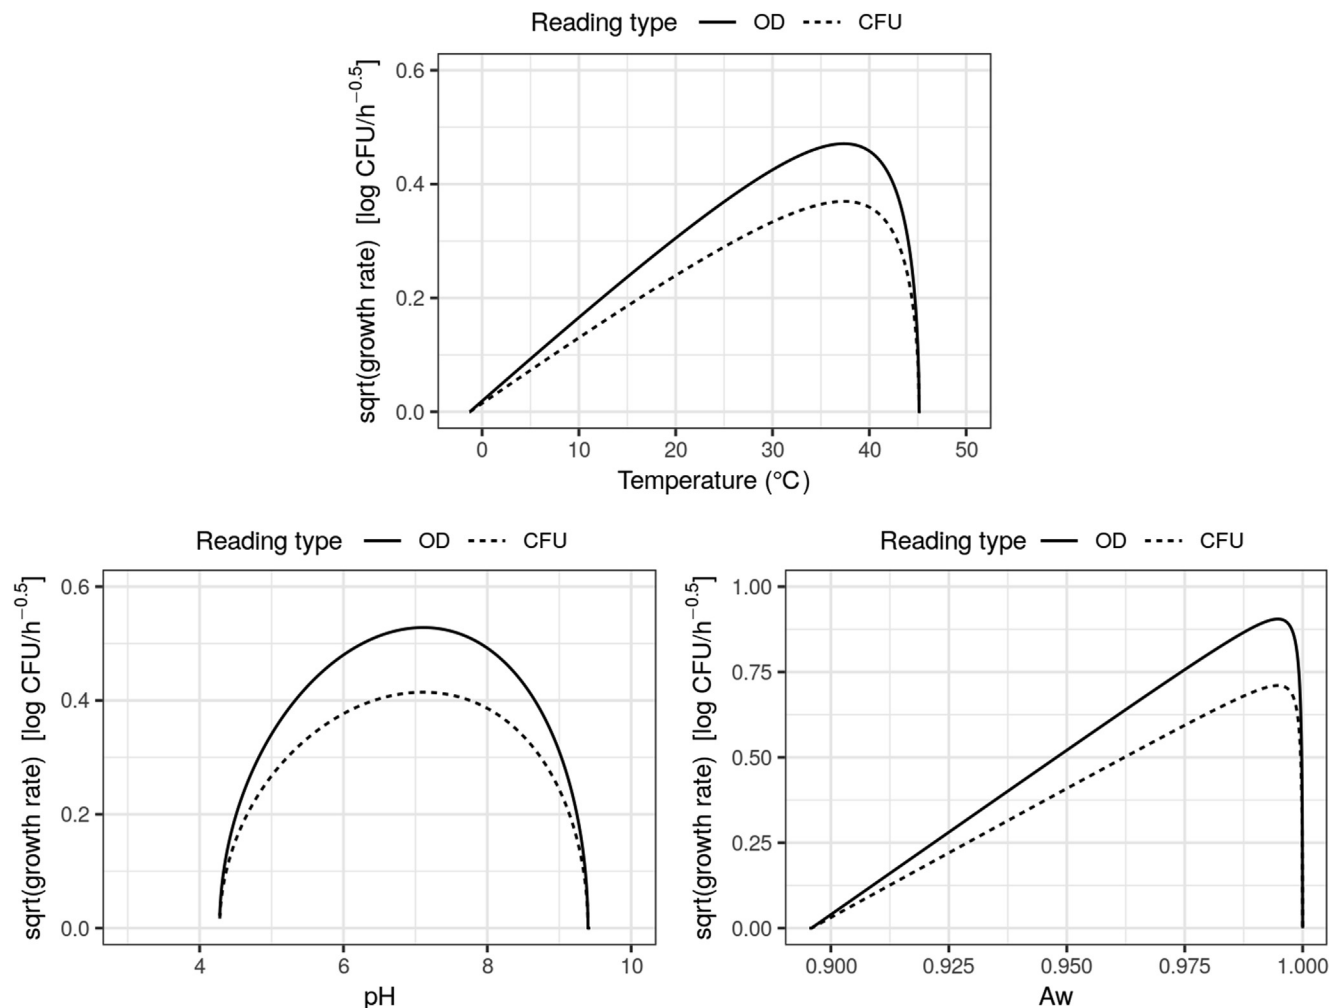 Reading type OD CFU
sqrt(growth rate) [log CFU/h−0.5]
0.6
0.4
0.2
0.0
0 10 20 30 40 50
Temperature (°C)
Reading type OD CFU
sqrt(growth rate) [log CFU/h−0.5]
0.6
0.4
0.2
0.0
4 6 8 10
pH
Reading type OD CFU
sqrt(growth rate) [log CFU/h−0.5]
1.00
0.75
0.50
0.25
0.00
0.900 0.925 0.950 0.975 1.000
Aw